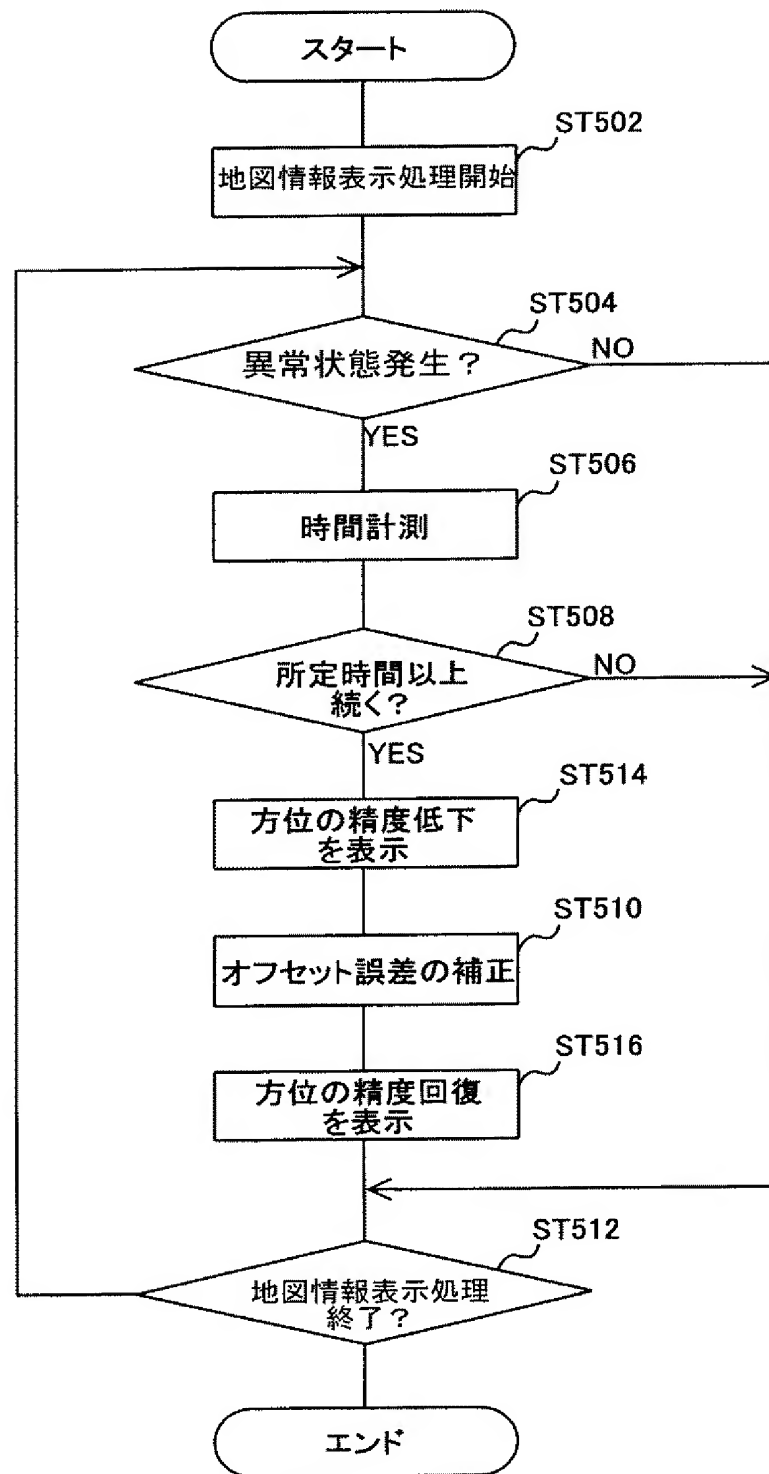 スタート
ST502
地図情報表示処理開始
ST504
異常状態発生？
NO
YES
ST506
時間計測
ST508
所定時間以上
続く？
NO
YES
ST514
方位の精度低下
を表示
ST510
オフセット誤差の補正
ST516
方位の精度回復
を表示
ST512
地図情報表示処理
終了？
エンド